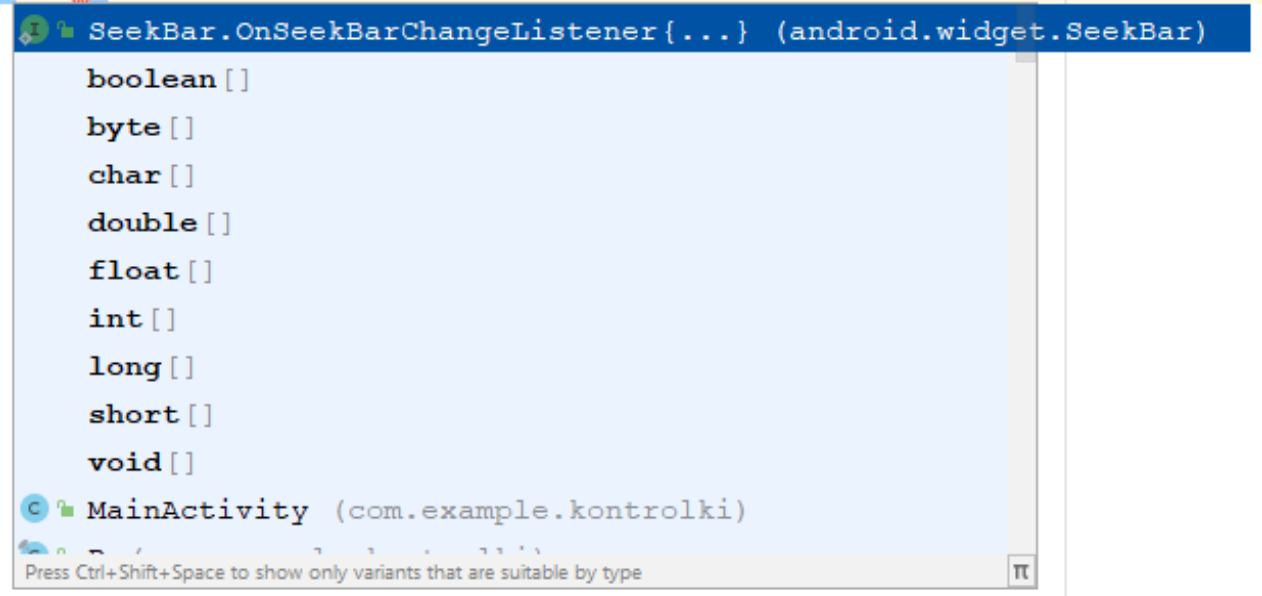 SeekBar.OnSeekBarChangeListener{...} (android.widget.SeekBar)
boolean[]
byte[]
char[]
double[]
float[]
int[]
long[]
short[]
void[]
MainActivity (com.example.kontrolki)
Press Ctrl+Shift+Space to show only variants that are suitable by type
π